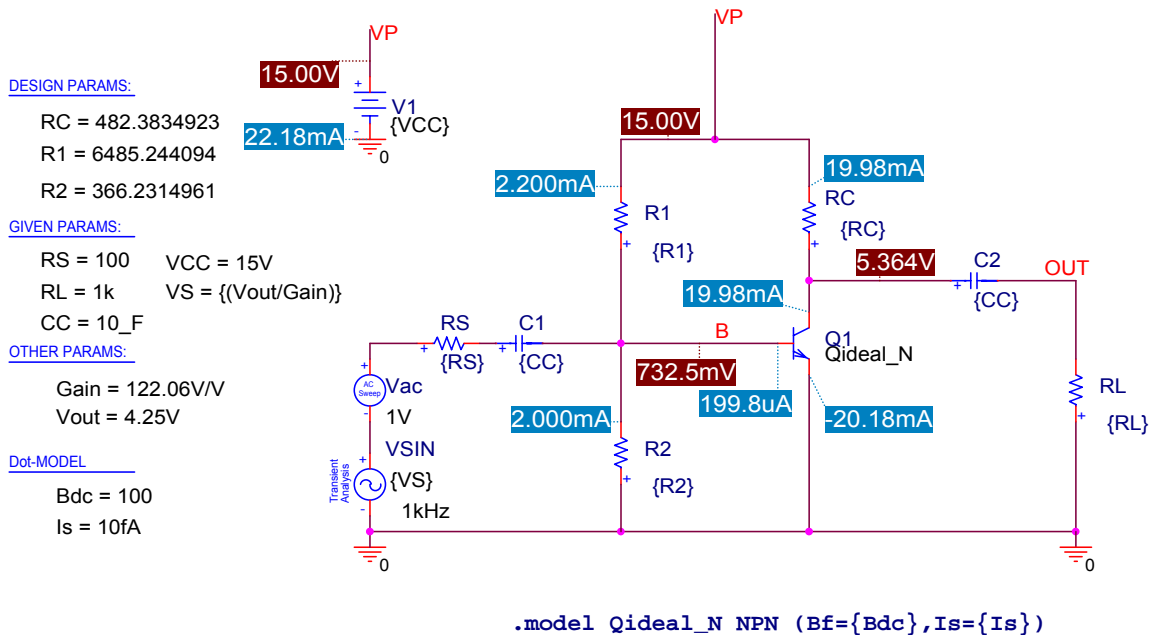 VP
VP
15.00V
DESIGN PARAMS:
+
V1
{VCC}
RC = 482.3834923
15.00V
-
22.18mA
0
R1 = 6485.244094
19.98mA
2.200mA
R2 = 366.2314961
RC
R1
{RC}
GIVEN PARAMS:
+
{R1}
+
RS = 100
VCC = 15V
5.364V
C2
OUT
RL = 1k
VS = {(Vout/Gain)}
+
{CC}
19.98mA
CC = 10_F
RS
C1
B
Q1
Qideal_N
+
{RS}
+
{CC}
OTHER PARAMS:
732.5mV
+
Gain = 122.06V/V
AC
Sweep
Vac
199.8uA
RL
-
1V
Vout = 4.25V
2.000mA
-20.18mA
+
{RL}
VSIN
R2
Dot-MODEL
+
{VS}
+
{R2}
Transient
Analysis
Bdc = 100
-
1kHz
Is = 10fA
0
0
.model Qideal_N NPN (Bf={Bdc},Is={Is})